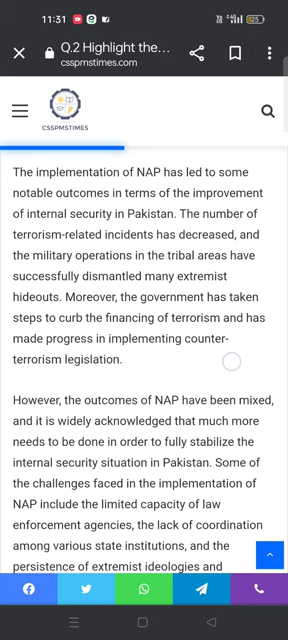 11:31
25
Q.2 Highlight the...
csspmstimes.com
CSSPMSTIMES
The implementation of NAP has led to some
notable outcomes in terms of the improvement
of internal security in Pakistan. The number of
terrorism-related incidents has decreased, and
the military operations in the tribal areas have
successfully dismantled many extremist
hideouts. Moreover, the government has taken
steps to curb the financing of terrorism and has
made progress in implementing counter-
terrorism legislation.
However, the outcomes of NAP have been mixed,
and it is widely acknowledged that much more
needs to be done in order to fully stabilize the
internal security situation in Pakistan. Some of
the challenges faced in the implementation of
NAP include the limited capacity of law
enforcement agencies, the lack of coordination
among various state institutions, and the
persistence of extremist ideologies and